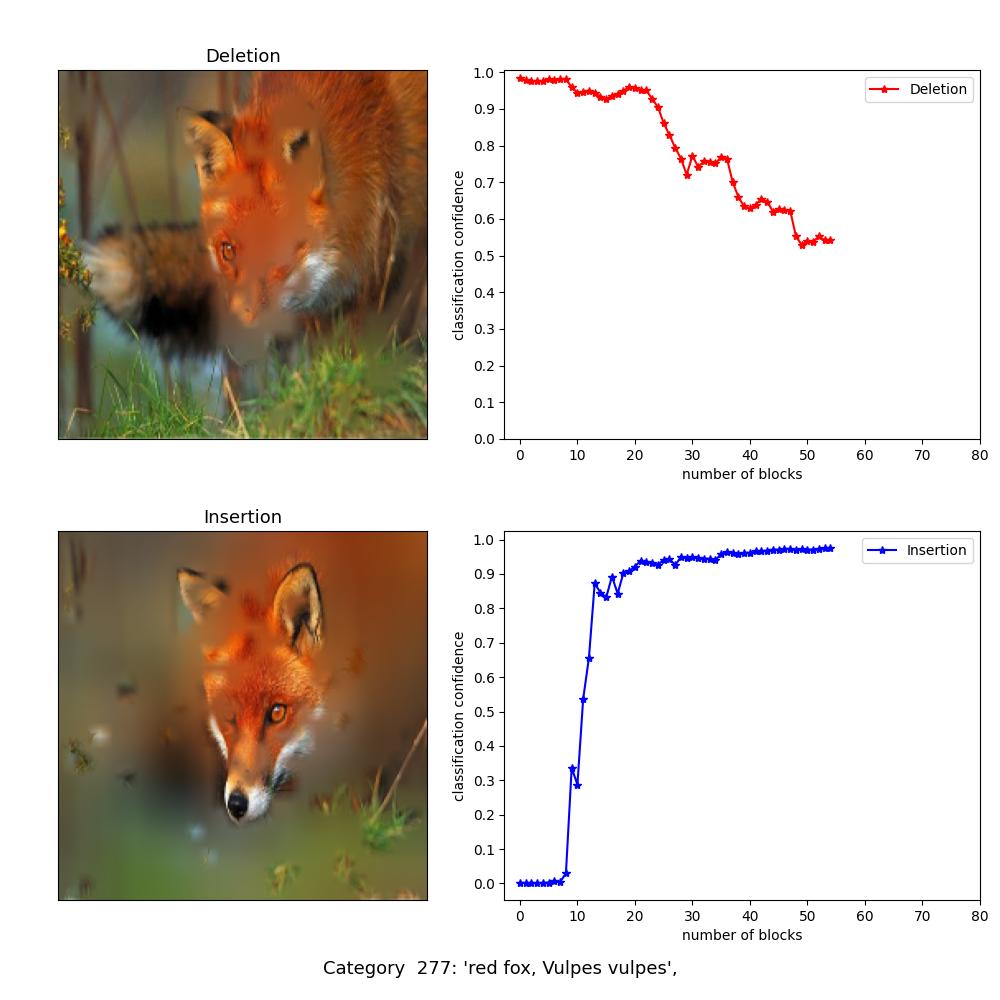 Deletion
1.0
0.9
0.8
0.7
0.6
0.5
0.4
0.3
0.2
0.1
0.0
classification confidence
Deletion
0 10 20 30 40 50 60 70 80
number of blocks
Insertion
1.0
0.9
0.8
0.7
0.6
0.5
0.4
0.3
0.2
0.1
0.0
classification confidence
Insertion
0 10 20 30 40 50 60 70 80
number of blocks
Category  277: 'red fox, Vulpes vulpes',